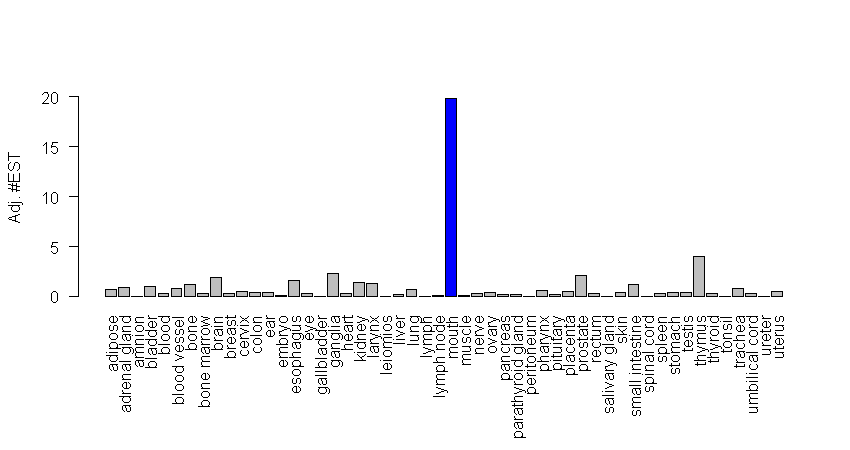 Adj. #EST
20
15
10
5
0
adipose
adrenal gland
amnion
bladder
blood
blood vessel
bone
bone marrow
brain
breast
cervix
colon
ear
embryo
esophagus
eye
gallbladder
ganglia
heart
kidney
larynx
leiomios
liver
lung
lymph
lymph node
mouth
muscle
nerve
ovary
pancreas
parathyroid gland
peritoneum
pharynx
pituitary
placenta
prostate
rectum
salivary gland
skin
small intestine
spinal cord
spleen
stomach
testis
thymus
thyroid
tonsil
trachea
umbilical cord
ureter
uterus